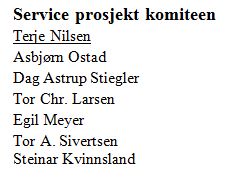 Service prosjekt komiteen
Terje Nilsen
Asbjørn Ostad
Dag Astrup Stiegler
Tor Chr. Larsen
Egil Meyer
Tor A. Sivertsen
Steinar Kvinnsland